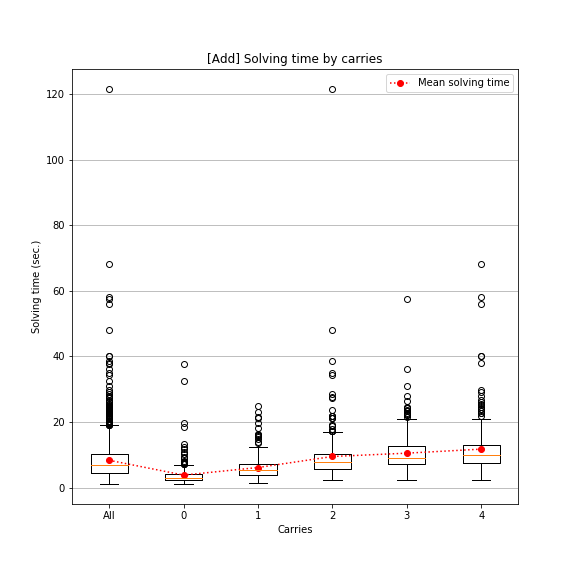 [Add] Solving time by carries
Mean solving time
Solving time (sec.)
120
100
80
60
40
20
0
All 0 1 2 3 4
Carries